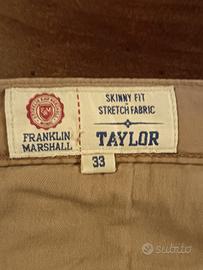 FRANKLIN
MARSHALL
SKINNY FIT
STRETCH FABRIC
TAYLOR
33
subito